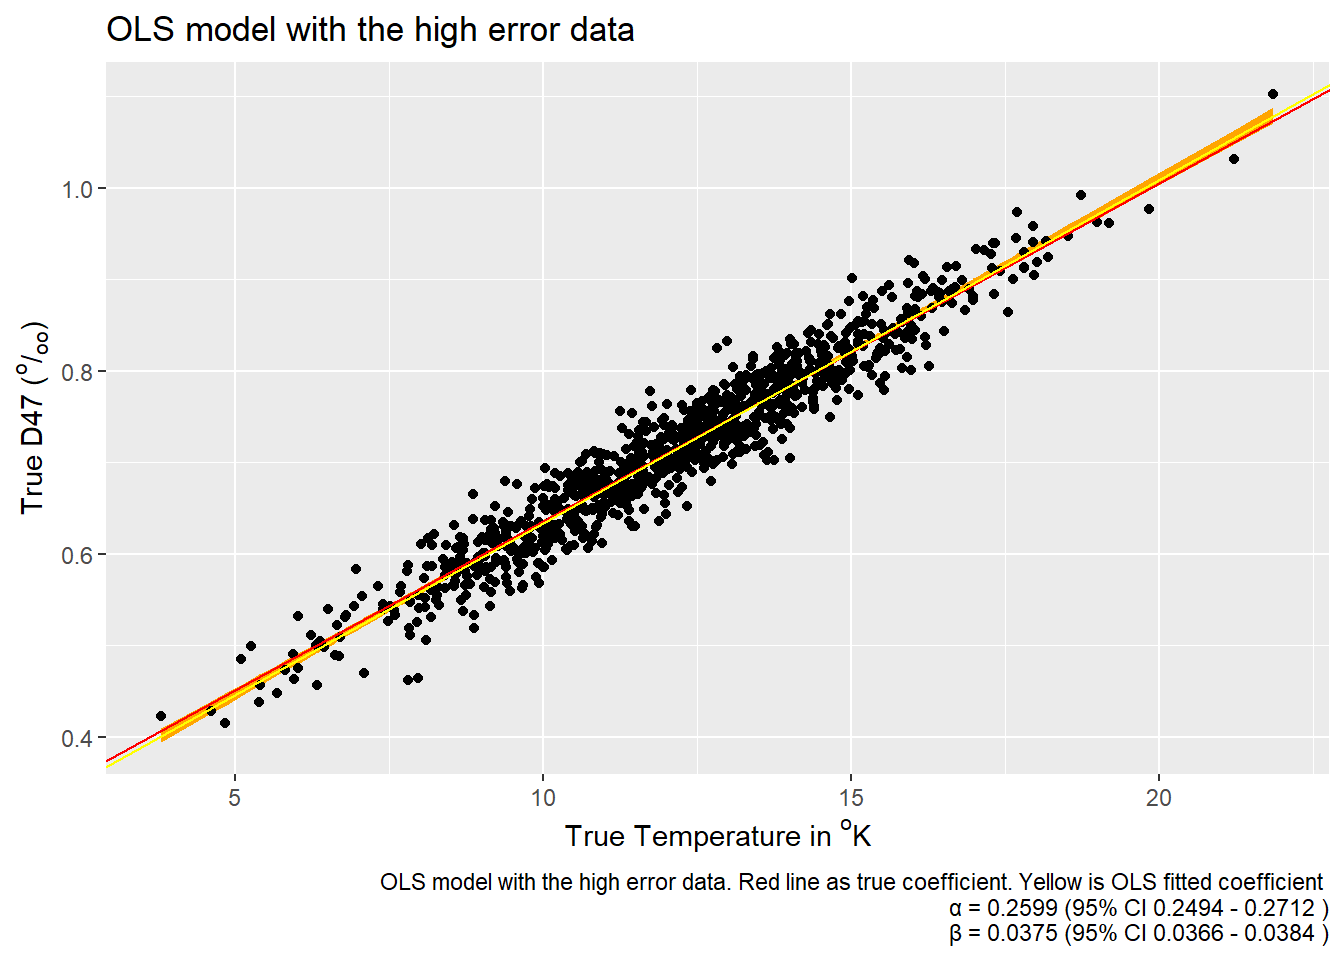 OLS model with the high error data
True D47 (°/₀₀)
1.0
0.8
0.6
0.4
5 10 15 20
True Temperature in °K
OLS model with the high error data. Red line as true coefficient. Yellow is OLS fitted coefficient
α = 0.2599 (95% CI 0.2494 - 0.2712 )
β = 0.0375 (95% CI 0.0366 - 0.0384 )